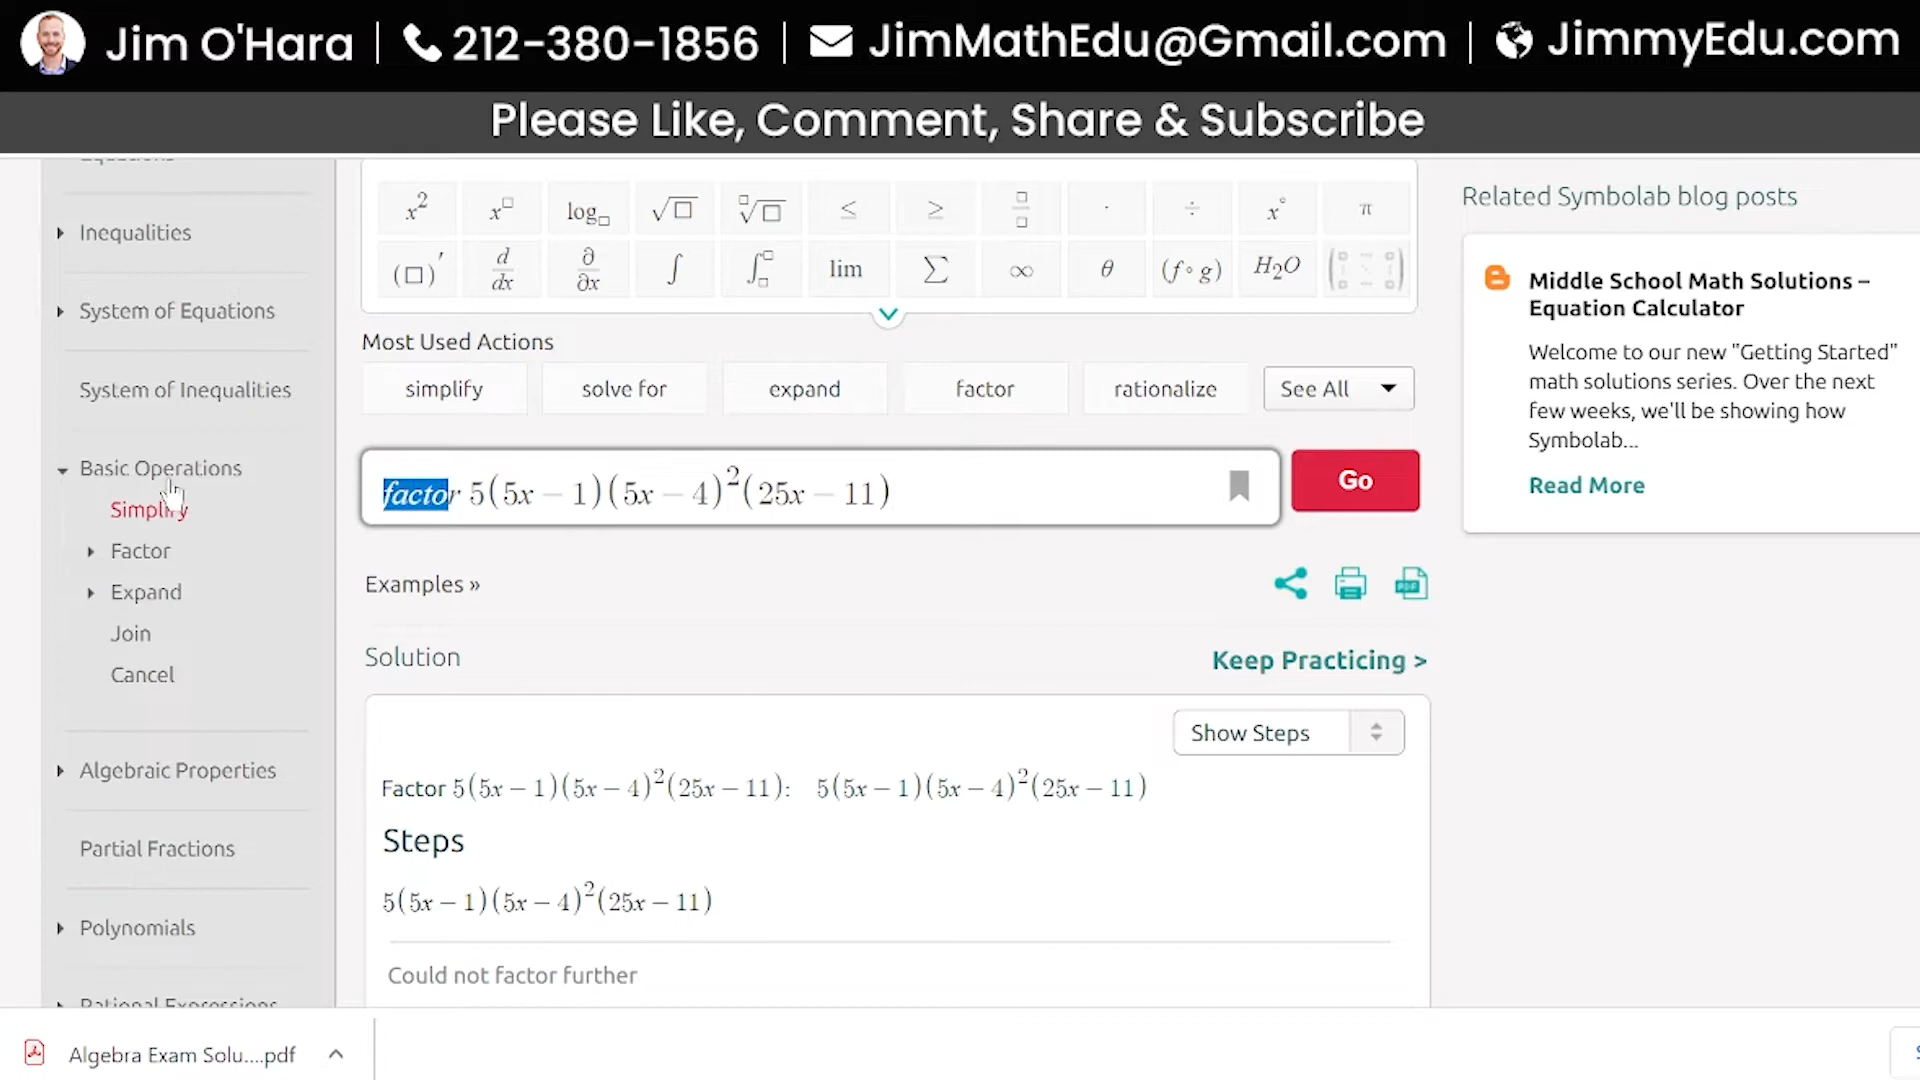 Jim O'Hara | 212-380-1856 | JimMathEdu@Gmail.com | JimmyEdu.com
Please Like, Comment, Share & Subscribe
Inequalities
System of Equations
System of Inequalities
Basic Operations
Simplify
Factor
Expand
Join
Cancel
Algebraic Properties
Partial Fractions
Polynomials
Rational Expressions
x² x^□ log_□ √□ ^□√□ ≤ ≥ □/□ · ÷ x° π
(□)′ d/dx ∂/∂x ∫ ∫_□^□ lim ∑ ∞ θ (f∘g) H₂O
Most Used Actions
simplify solve for expand factor rationalize See All
factor 5(5x − 1)(5x − 4)²(25x − 11)
Go
Examples »
Solution
Keep Practicing >
Show Steps
Factor 5(5x − 1)(5x − 4)²(25x − 11): 5(5x − 1)(5x − 4)²(25x − 11)
Steps
5(5x − 1)(5x − 4)²(25x − 11)
Could not factor further
Related Symbolab blog posts
Middle School Math Solutions –
Equation Calculator
Welcome to our new "Getting Started"
math solutions series. Over the next
few weeks, we'll be showing how
Symbolab...
Read More
Algebra Exam Solu....pdf